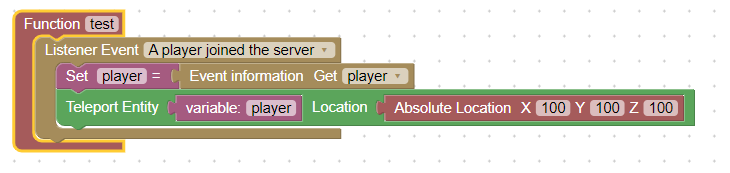 Function test
Listener Event A player joined the server
Set player = Event information Get player
Teleport Entity variable: player Location Absolute Location X 100 Y 100 Z 100